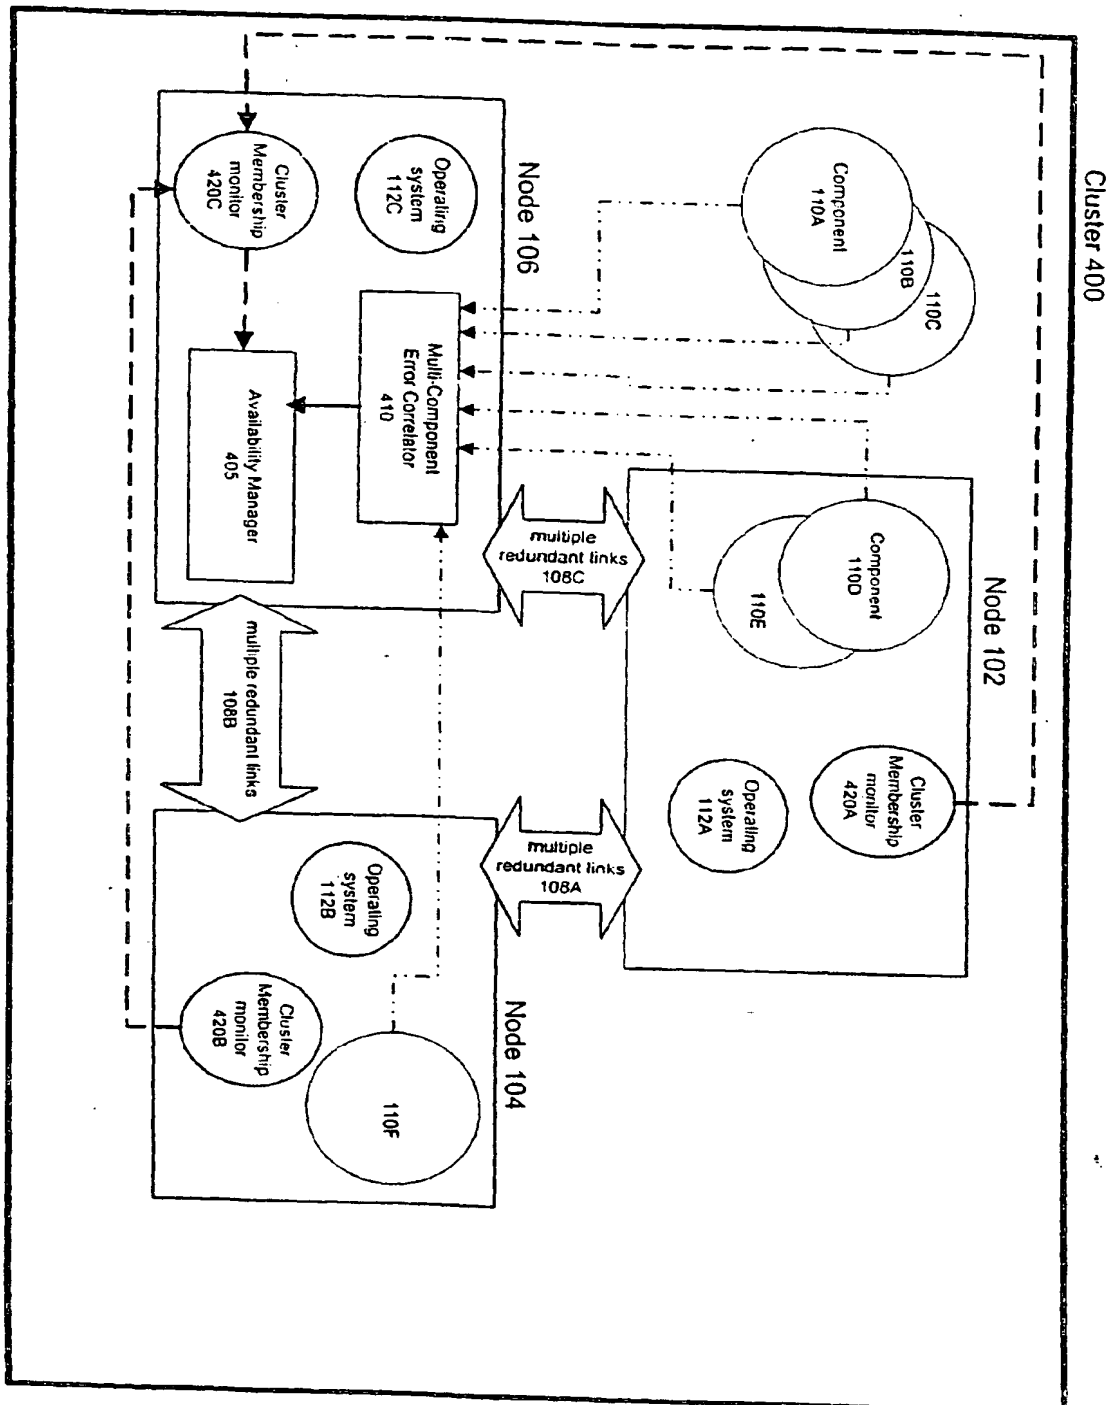 Cluster 400
Component
110A
110B
110C
Node 102
Component
110D
110E
Cluster
Membership
monitor
420A
Operating
system
112A
multiple
redundant links
108C
multiple
redundant links
108A
Node 106
Operating
system
112C
Cluster
Membership
monitor
420C
Multi-Component
Error Correlator
410
Availability Manager
405
multiple redundant links
108B
Node 104
Operating
system
112B
Cluster
Membership
monitor
420B
110F